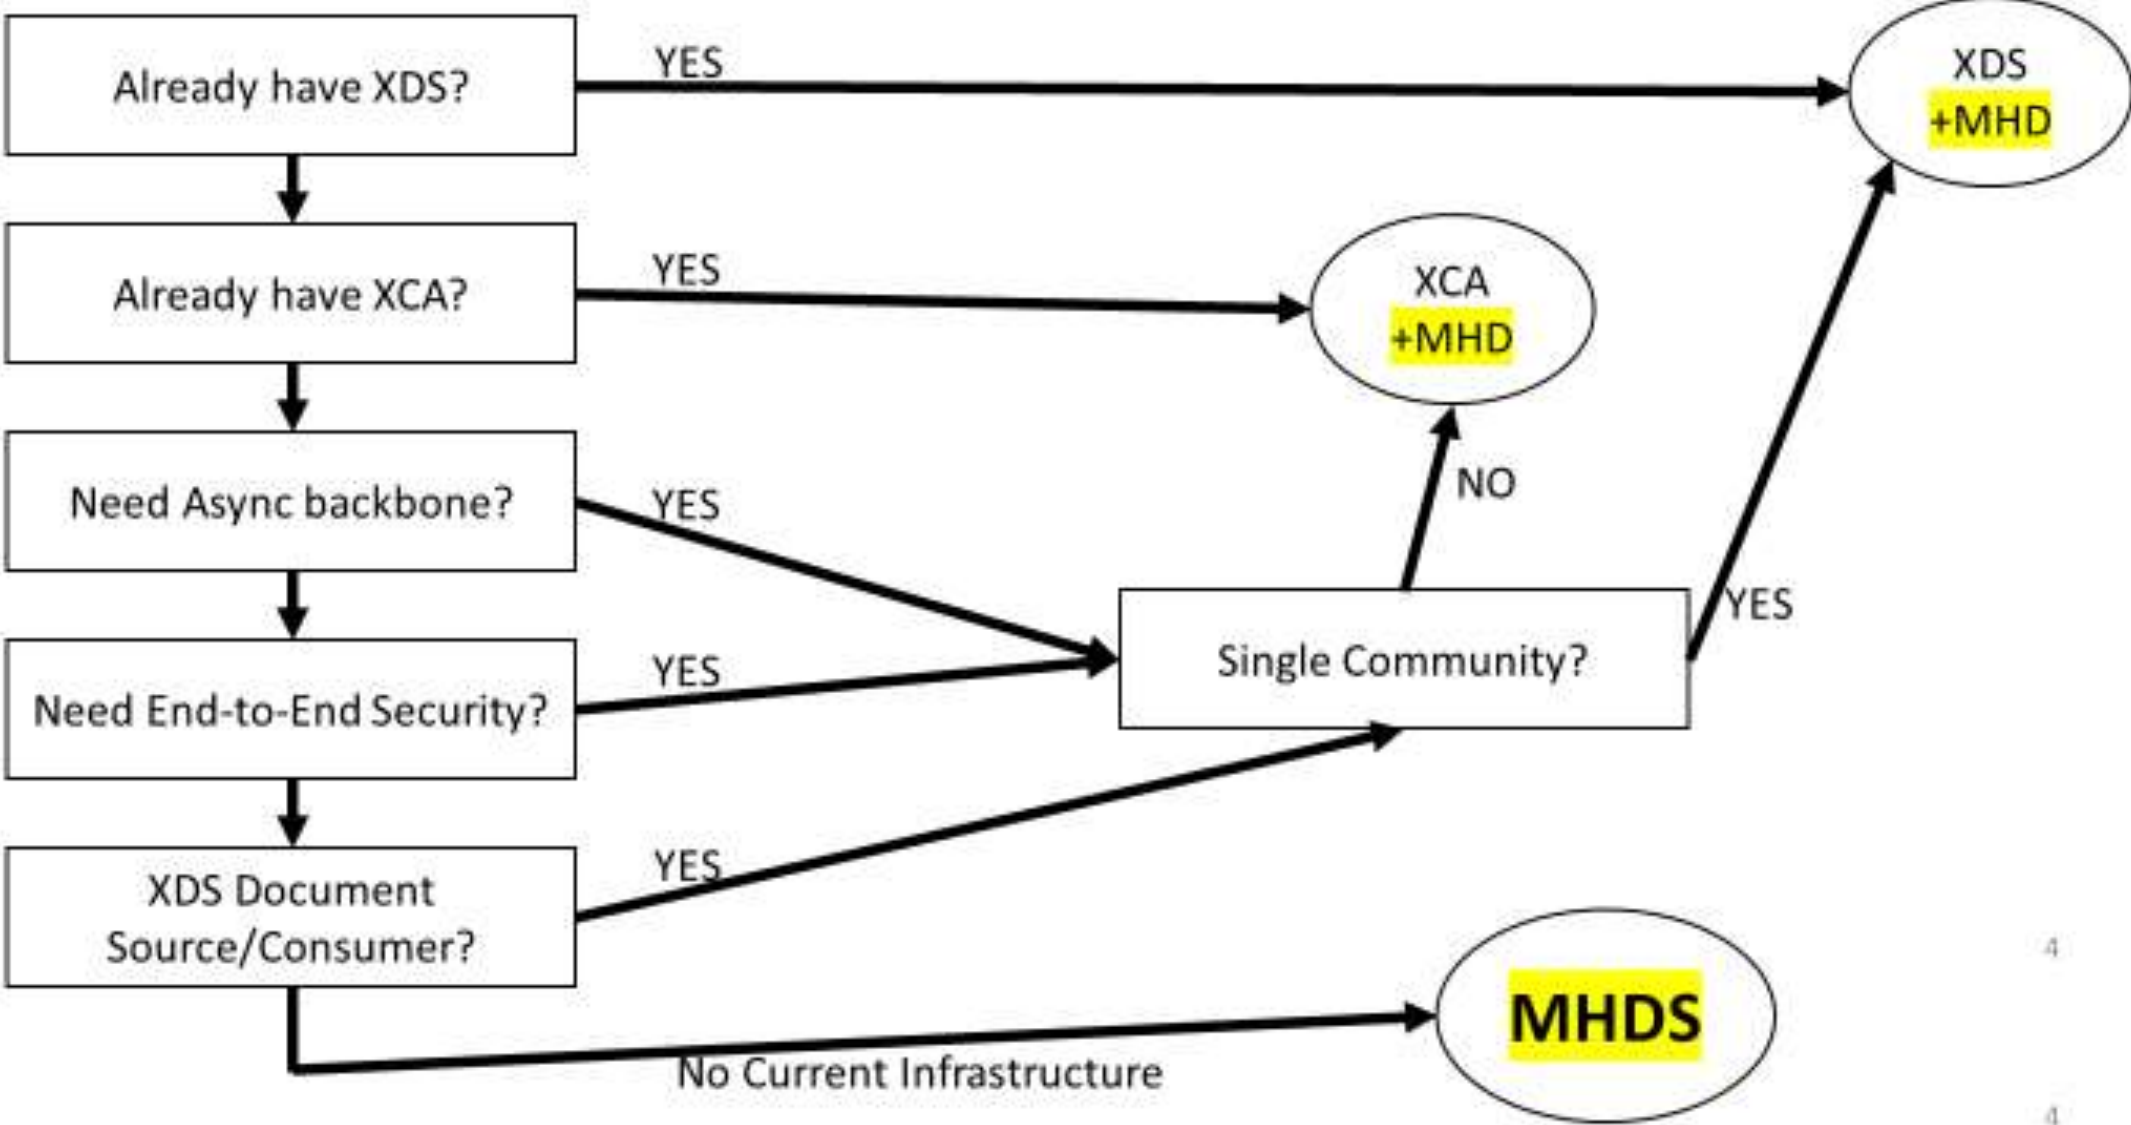 Already have XDS?
YES
XDS
+MHD
Already have XCA?
YES
XCA
+MHD
Need Async backbone?
YES
NO
Need End-to-End Security?
YES
Single Community?
YES
XDS Document
Source/Consumer?
YES
No Current Infrastructure
MHDS
4
4